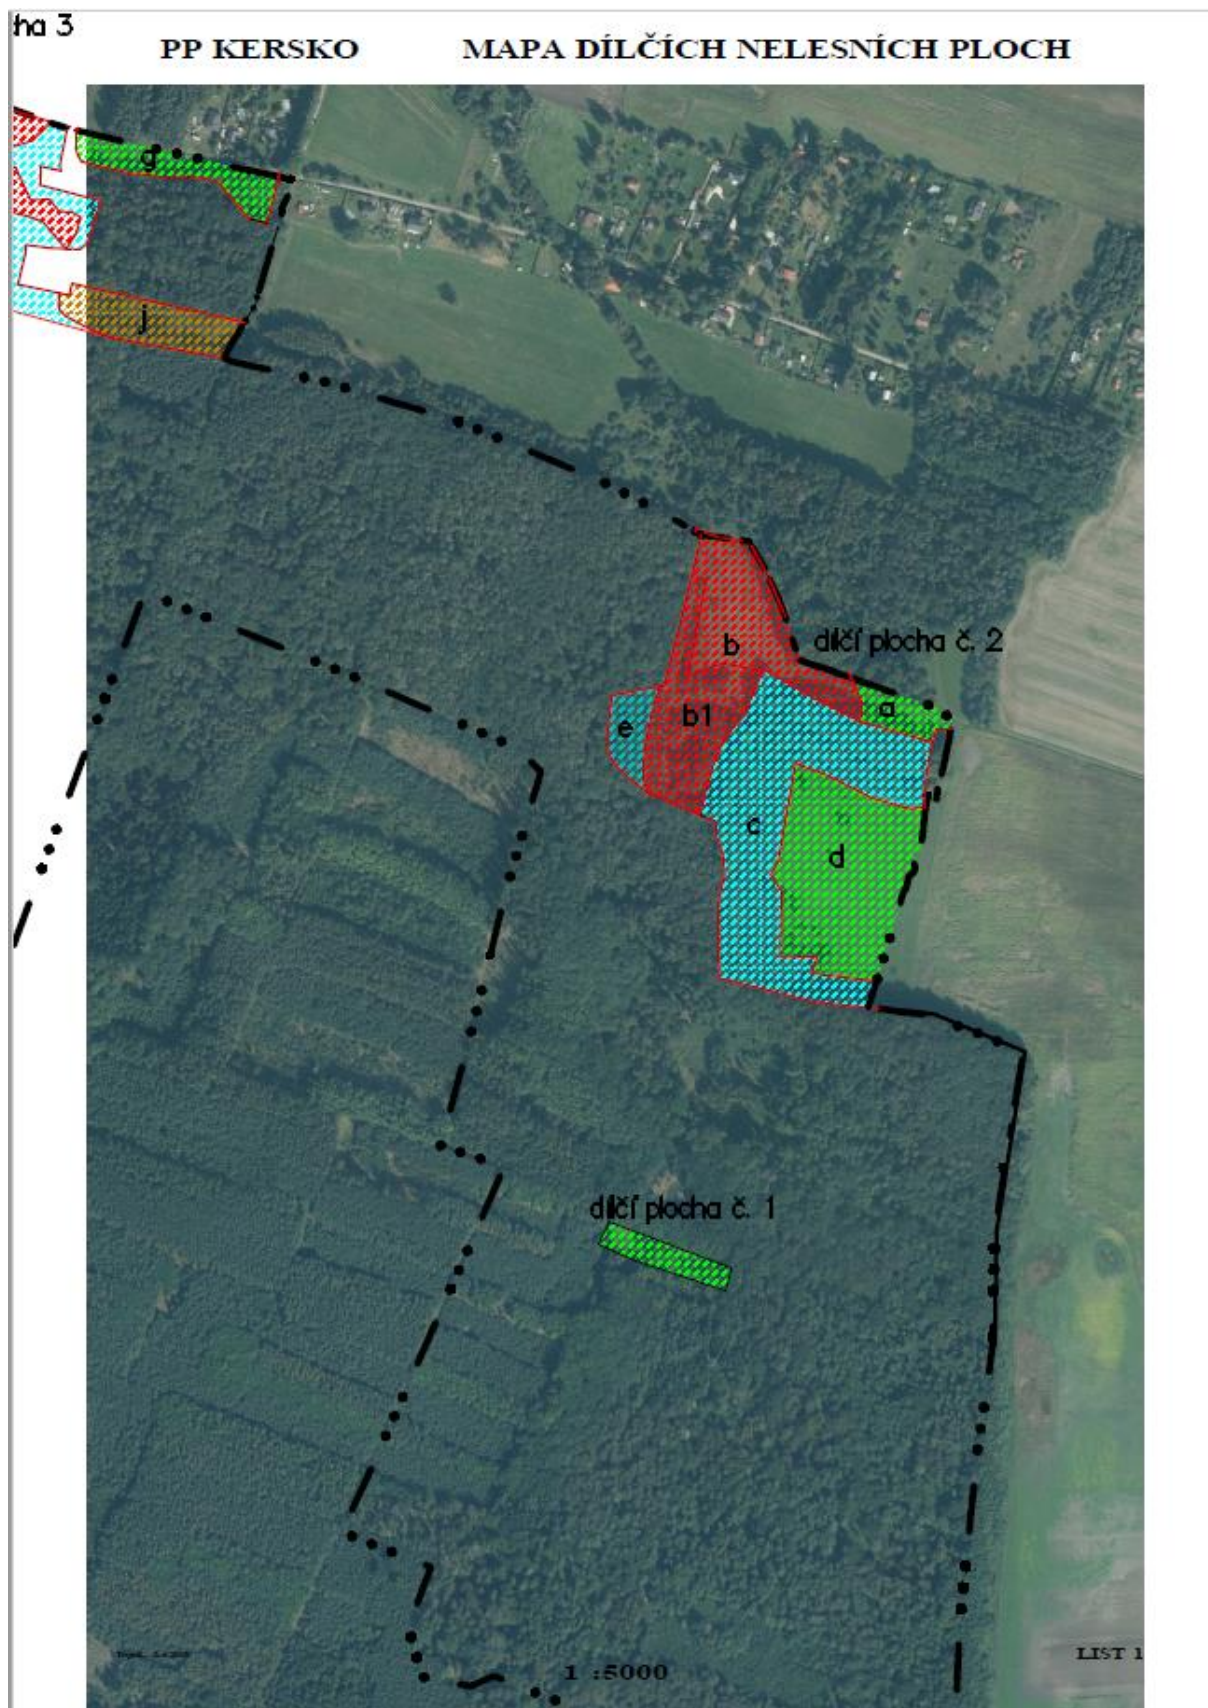 ha 3
PP KERSKO MAPA DÍLČÍCH NELESNÍCH PLOCH
g
j
b
dílčí plocha č. 2
a
b1
e
c
d
dílčí plocha č. 1
1 :5000
LIST 1